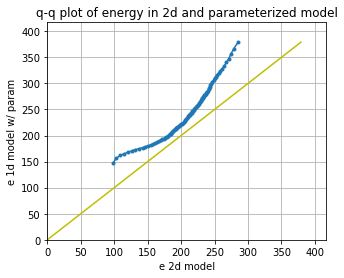 q-q plot of energy in 2d and parameterized model
e 1d model w/ param
400
350
300
250
200
150
100
50
0
0 50 100 150 200 250 300 350 400
e 2d model